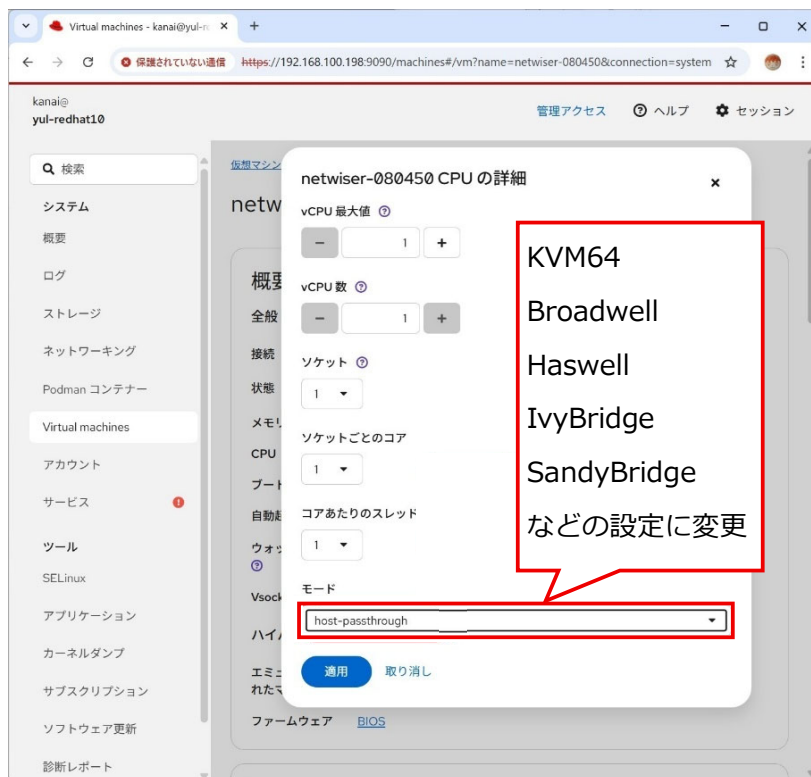 Virtual machines - kanai@yul-re
保護されていない通信 https://192.168.100.198:9090/machines#/vm?name=netwiser-080450&connection=system
kanai@
yul-redhat10
管理アクセス ヘルプ セッション
検索
システム
概要
ログ
ストレージ
ネットワーキング
Podman コンテナー
Virtual machines
アカウント
サービス
ツール
SELinux
アプリケーション
カーネルダンプ
サブスクリプション
ソフトウェア更新
診断レポート
仮想マシン
netw
概要
全般
接続
状態
メモリ
CPU
ブート
自動起
ウォッ
Vsock
ハイパ
エミュ
れたマ
ファームウェア BIOS
netwiser-080450 CPU の詳細
vCPU 最大値
1
vCPU 数
1
ソケット
1
ソケットごとのコア
1
コアあたりのスレッド
1
モード
host-passthrough
適用 取り消し
KVM64
Broadwell
Haswell
IvyBridge
SandyBridge
などの設定に変更